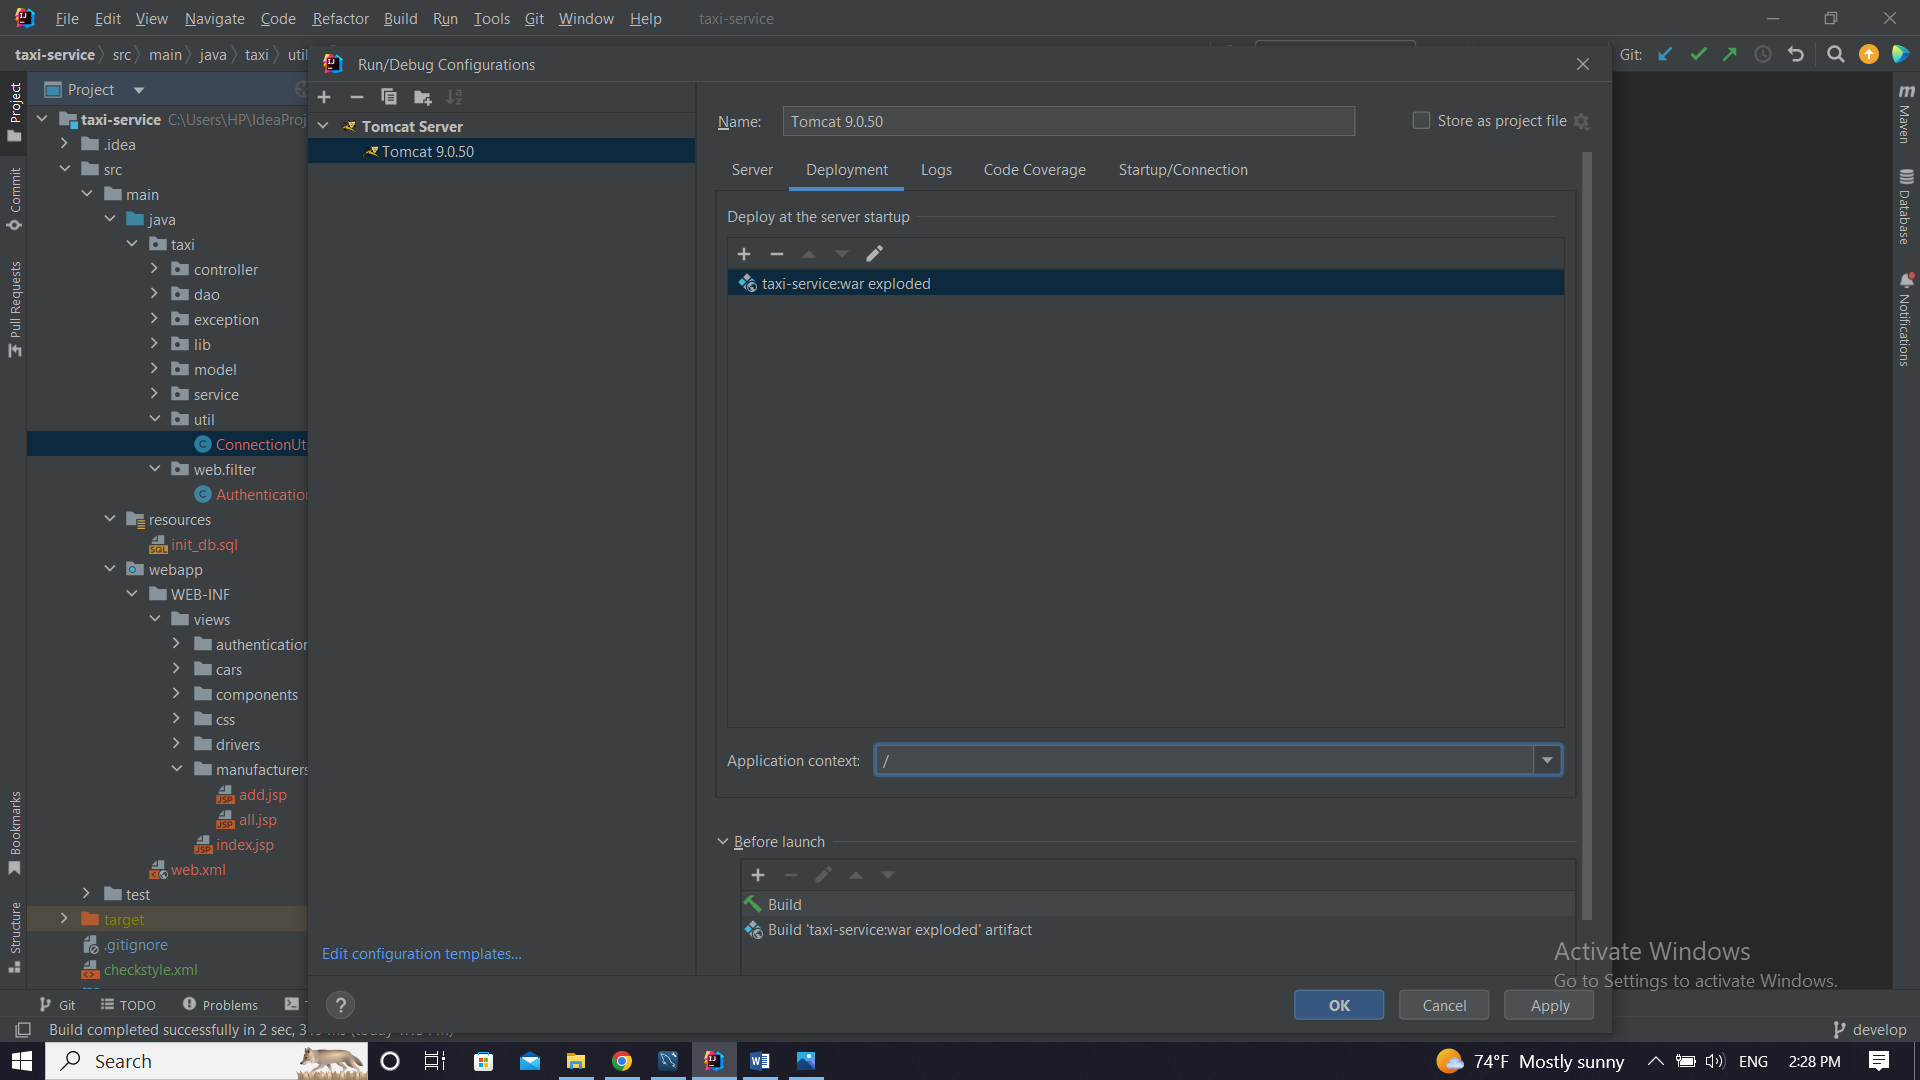 File Edit View Navigate Code Refactor Build Run Tools Git Window Help taxi-service
taxi-service src main java taxi util
Git:
Run/Debug Configurations
Project
taxi-service C:\Users\HP\IdeaProj
.idea
src
main
java
taxi
controller
dao
exception
lib
model
service
util
ConnectionUt
web.filter
Authentication
resources
init_db.sql
webapp
WEB-INF
views
authentication
cars
components
css
drivers
manufacturers
add.jsp
all.jsp
index.jsp
web.xml
test
target
.gitignore
checkstyle.xml
Project
Commit
Pull Requests
Bookmarks
Structure
Tomcat Server
Tomcat 9.0.50
Edit configuration templates...
Name: Tomcat 9.0.50
Store as project file
Server Deployment Logs Code Coverage Startup/Connection
Deploy at the server startup
taxi-service:war exploded
Application context: /
Before launch
Build
Build 'taxi-service:war exploded' artifact
? OK Cancel Apply
Maven
Database
Notifications
Activate Windows
Go to Settings to activate Windows.
Git TODO Problems
Build completed successfully in 2 sec,
develop
Search
74°F Mostly sunny ENG 2:28 PM